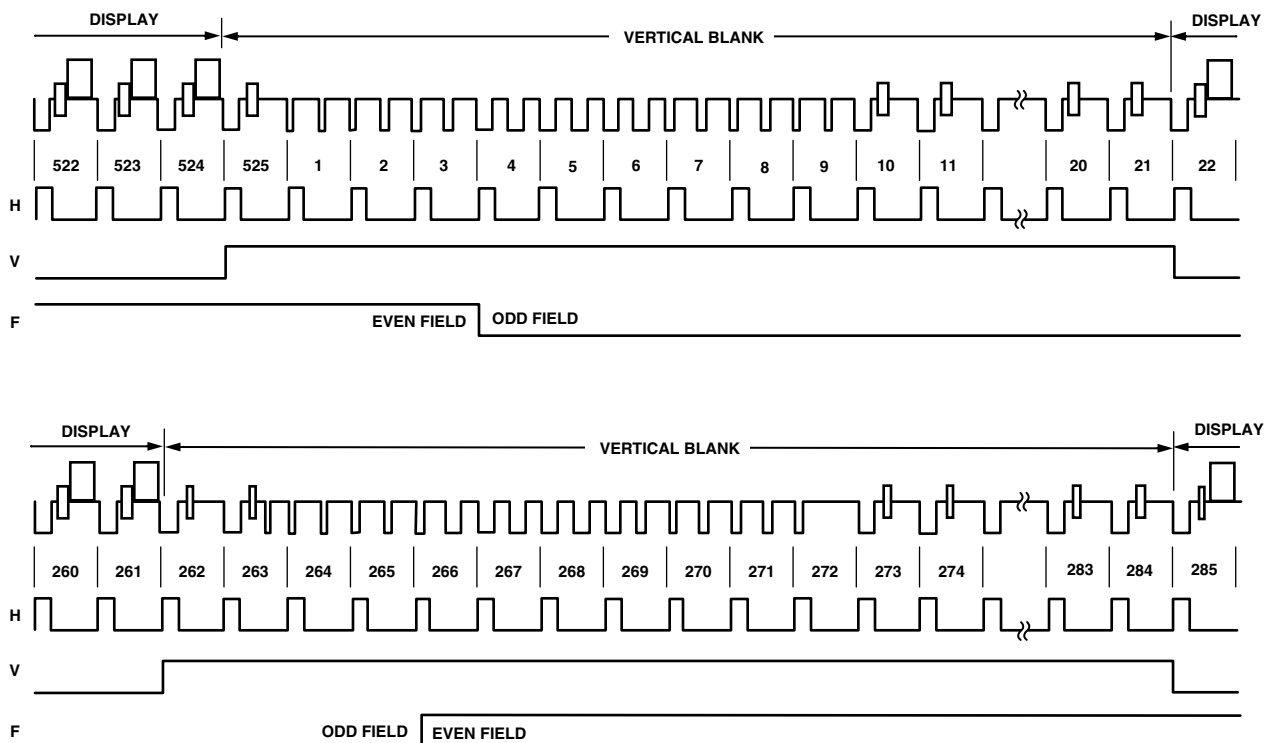 DISPLAY DISPLAY
VERTICAL BLANK
522 523 524 525 1 2 3 4 5 6 7 8 9 10 11 20 21 22
H
V
F
EVEN FIELD ODD FIELD
DISPLAY DISPLAY
VERTICAL BLANK
260 261 262 263 264 265 266 267 268 269 270 271 272 273 274 283 284 285
H
V
F
ODD FIELD EVEN FIELD